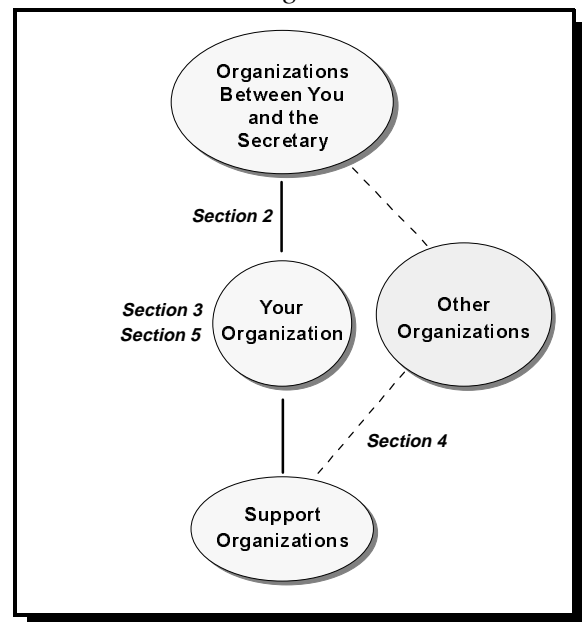 Organizations
Between You
and the
Secretary
Section 2
Section 3
Section 5
Your
Organization
Other
Organizations
Section 4
Support
Organizations